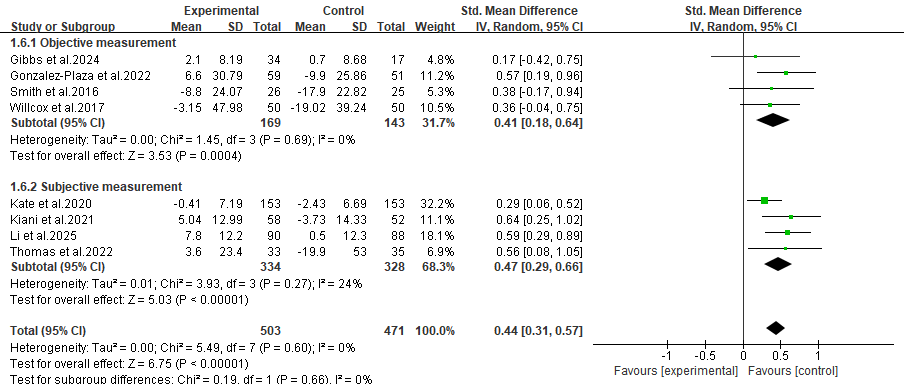 Experimental Control Std. Mean Difference Std. Mean Difference
Study or Subgroup Mean SD Total Mean SD Total Weight IV, Random, 95% CI IV, Random, 95% CI
1.6.1 Objective measurement
Gibbs et al.2024 2.1 8.19 34 0.7 8.68 17 4.8% 0.17 [-0.42, 0.75]
Gonzalez-Plaza et al.2022 6.6 30.79 59 -9.9 25.86 51 11.2% 0.57 [0.19, 0.96]
Smith et al.2016 -8.8 24.07 26 -17.9 22.82 25 5.3% 0.38 [-0.17, 0.94]
Willcox et al.2017 -3.15 47.98 50 -19.02 39.24 50 10.5% 0.36 [-0.04, 0.75]
Subtotal (95% CI) 169 143 31.7% 0.41 [0.18, 0.64]
Heterogeneity: Tau² = 0.00; Chi² = 1.45, df = 3 (P = 0.69); I² = 0%
Test for overall effect: Z = 3.53 (P = 0.0004)
1.6.2 Subjective measurement
Kate et al.2020 -0.41 7.19 153 -2.43 6.69 153 32.2% 0.29 [0.06, 0.52]
Kiani et al.2021 5.04 12.99 58 -3.73 14.33 52 11.1% 0.64 [0.25, 1.02]
Li et al.2025 7.8 12.2 90 0.5 12.3 88 18.1% 0.59 [0.29, 0.89]
Thomas et al.2022 3.6 23.4 33 -19.9 53 35 6.9% 0.56 [0.08, 1.05]
Subtotal (95% CI) 334 328 68.3% 0.47 [0.29, 0.66]
Heterogeneity: Tau² = 0.01; Chi² = 3.93, df = 3 (P = 0.27); I² = 24%
Test for overall effect: Z = 5.03 (P < 0.00001)
Total (95% CI) 503 471 100.0% 0.44 [0.31, 0.57]
Heterogeneity: Tau² = 0.00; Chi² = 5.49, df = 7 (P = 0.60); I² = 0%
Test for overall effect: Z = 6.75 (P < 0.00001)
Test for subgroup differences: Chi² = 0.19, df = 1 (P = 0.66), I² = 0%
-1 -0.5 0 0.5 1
Favours [experimental] Favours [control]